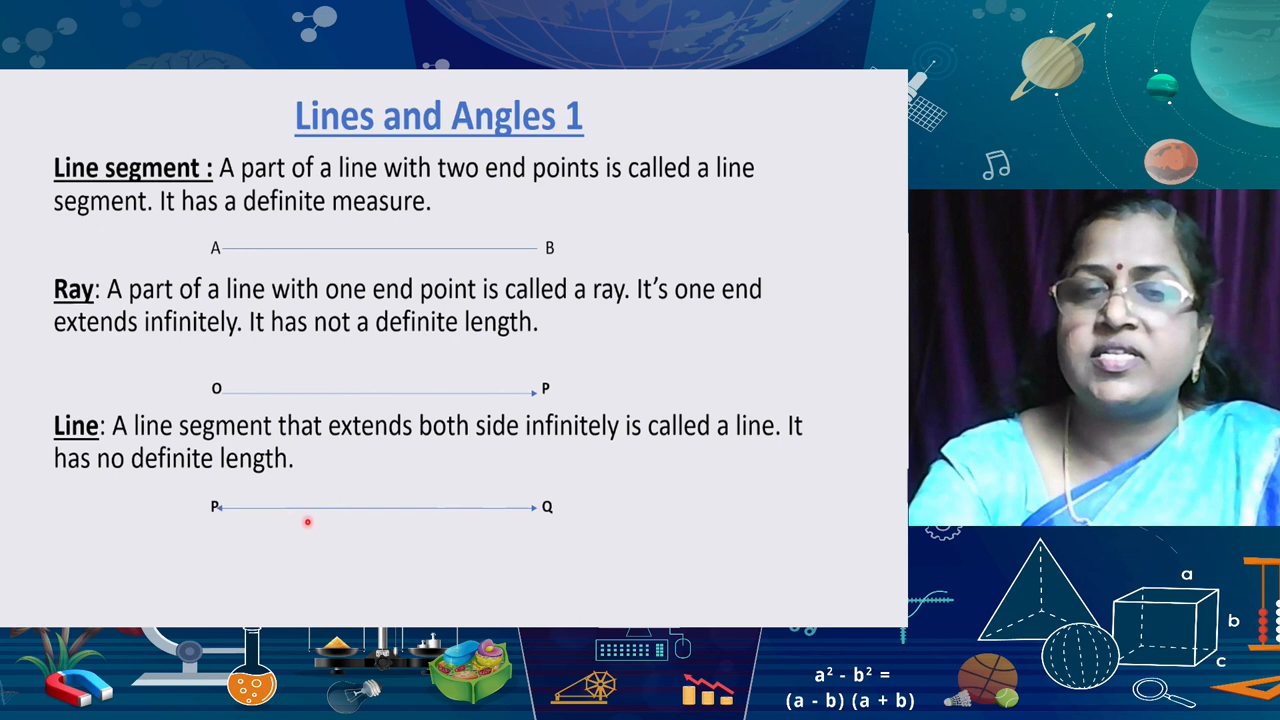 Lines and Angles 1
Line segment : A part of a line with two end points is called a line
segment. It has a definite measure.
A B
Ray: A part of a line with one end point is called a ray. It’s one end
extends infinitely. It has not a definite length.
O P
Line: A line segment that extends both side infinitely is called a line. It
has no definite length.
P Q
a
b
c
a² - b² =
(a - b) (a + b)